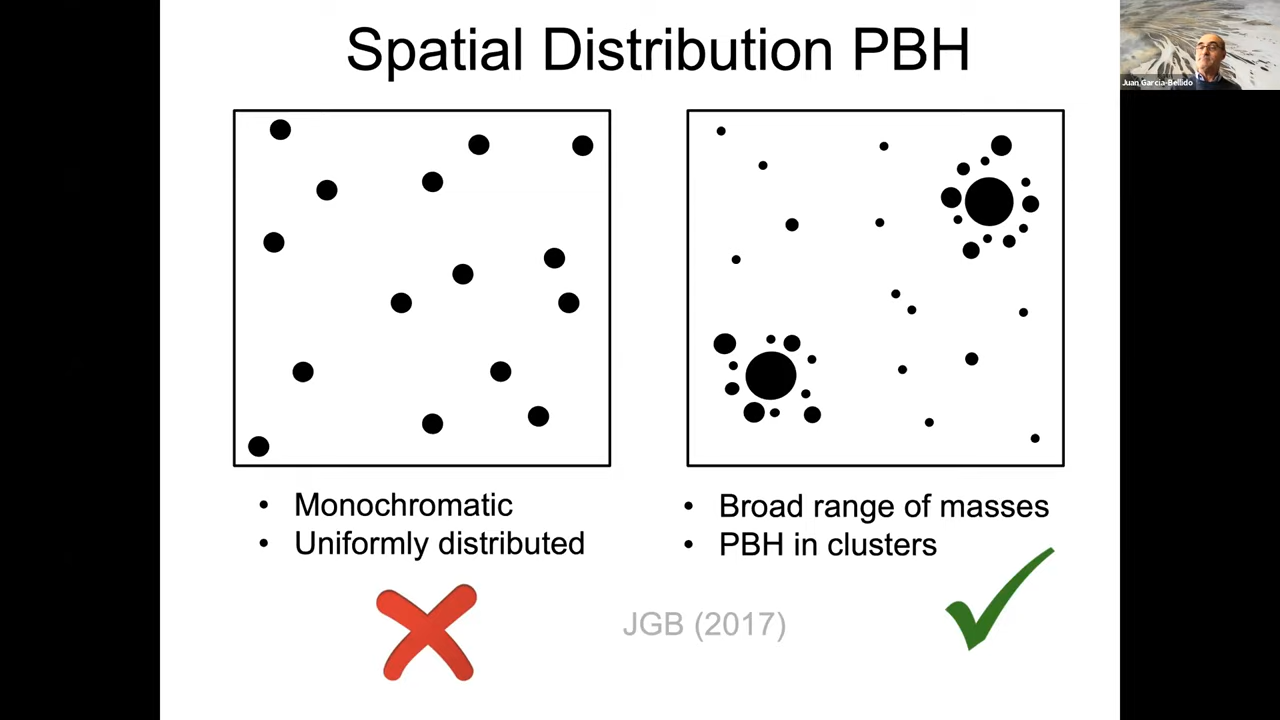 Spatial Distribution PBH
Juan García-Bellido
• Monochromatic
• Uniformly distributed
• Broad range of masses
• PBH in clusters
JGB (2017)